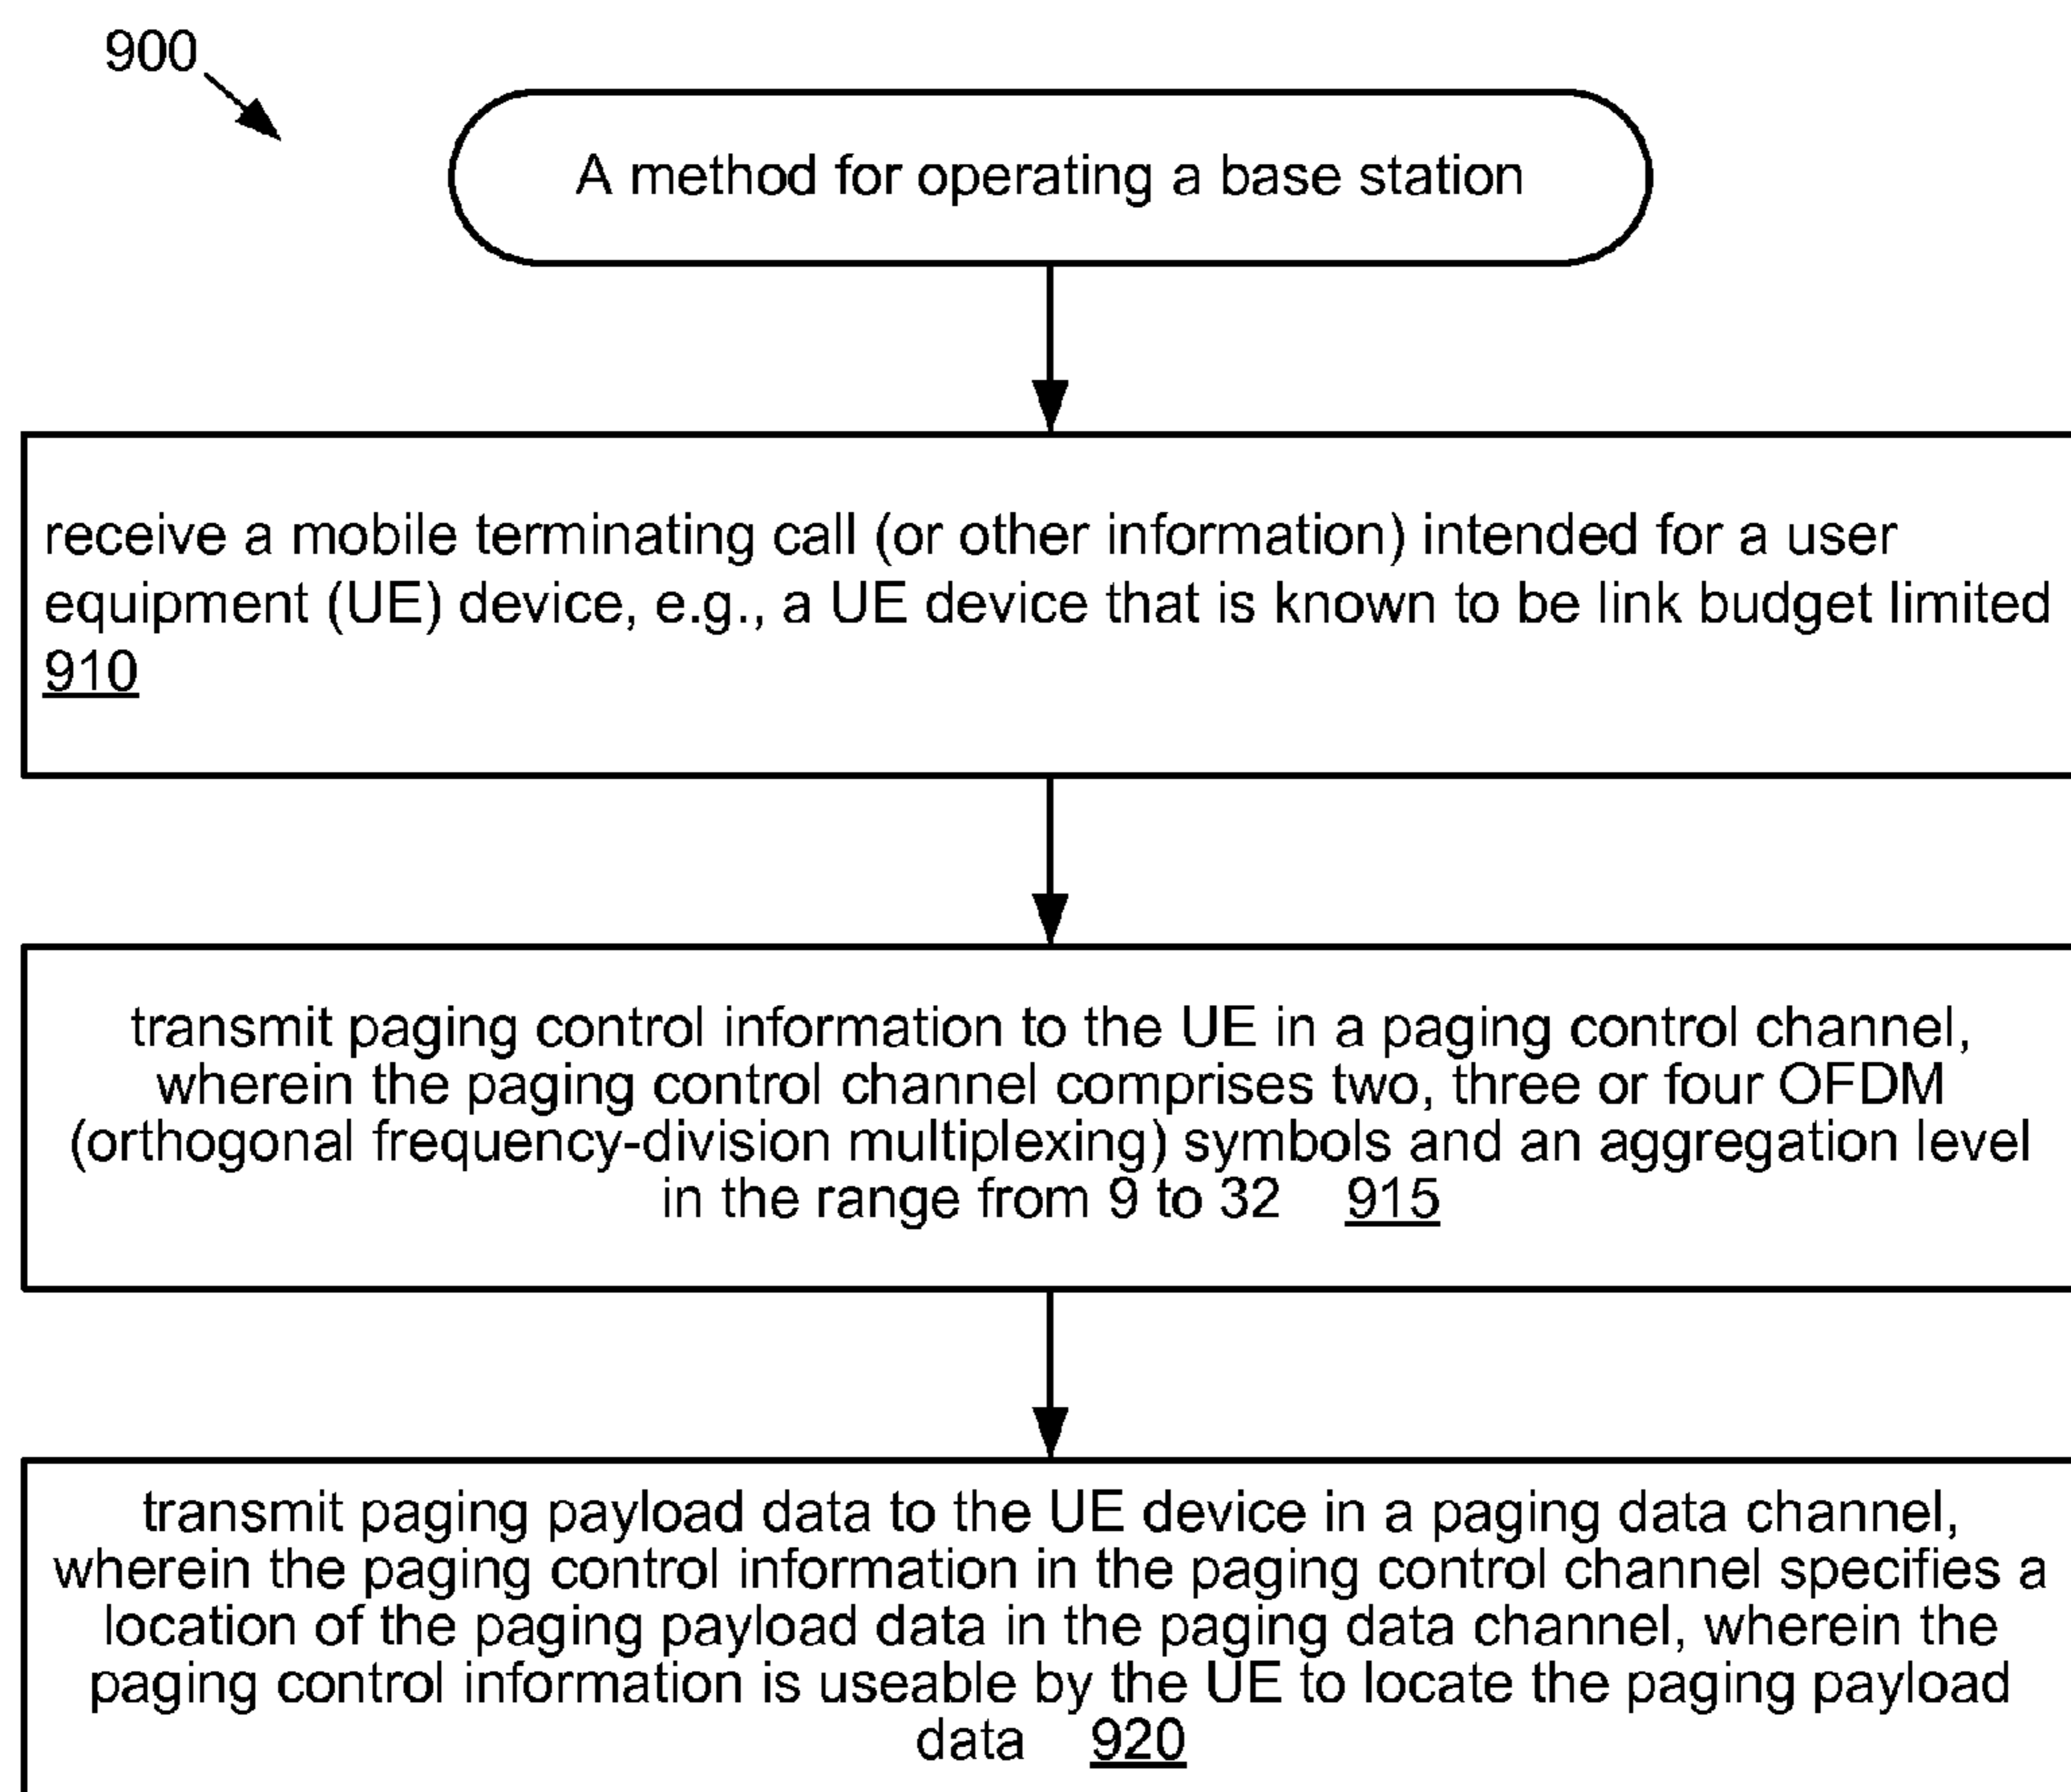 900
A method for operating a base station
receive a mobile terminating call (or other information) intended for a user
equipment (UE) device, e.g., a UE device that is known to be link budget limited
910
transmit paging control information to the UE in a paging control channel,
wherein the paging control channel comprises two, three or four OFDM
(orthogonal frequency-division multiplexing) symbols and an aggregation level
in the range from 9 to 32 915
transmit paging payload data to the UE device in a paging data channel,
wherein the paging control information in the paging control channel specifies a
location of the paging payload data in the paging data channel, wherein the
paging control information is useable by the UE to locate the paging payload
data 920